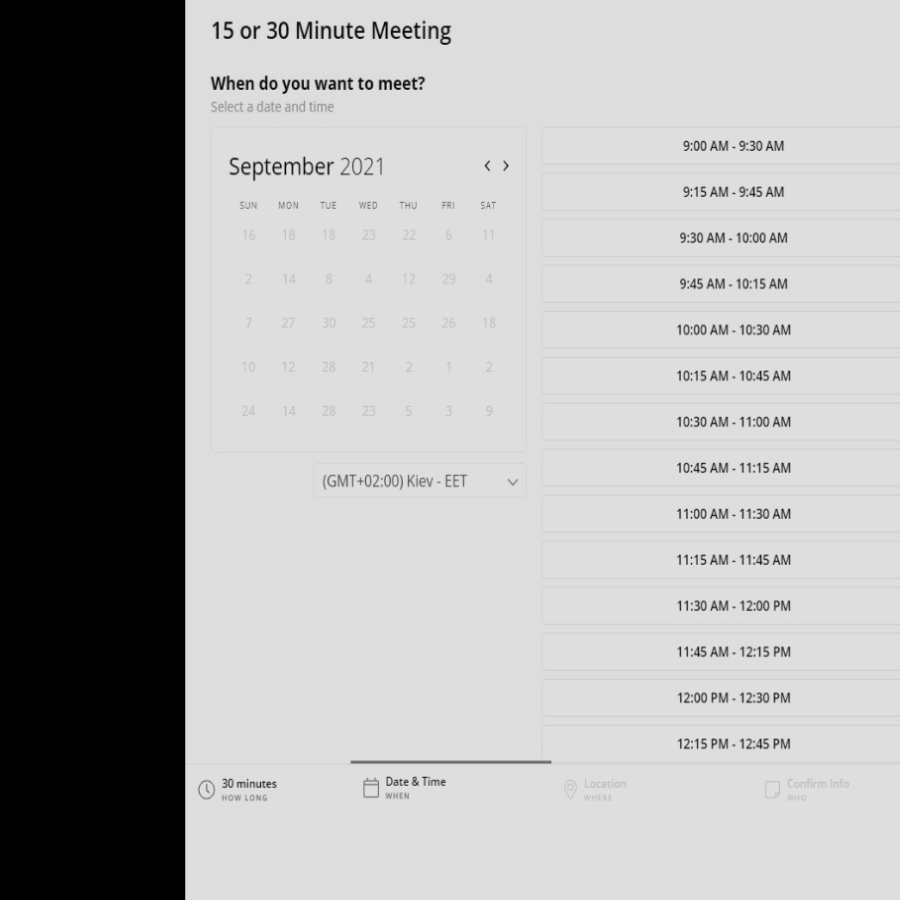 15 or 30 Minute Meeting
When do you want to meet?
Select a date and time
September 2021
SUN MON TUE WED THU FRI SAT
16 18 18 23 22 6 11
2 14 8 4 12 29 4
7 27 30 25 25 26 18
10 12 28 21 2 1 2
24 14 28 23 5 3 9
(GMT+02:00) Kiev - EET
9:00 AM - 9:30 AM
9:15 AM - 9:45 AM
9:30 AM - 10:00 AM
9:45 AM - 10:15 AM
10:00 AM - 10:30 AM
10:15 AM - 10:45 AM
10:30 AM - 11:00 AM
10:45 AM - 11:15 AM
11:00 AM - 11:30 AM
11:15 AM - 11:45 AM
11:30 AM - 12:00 PM
11:45 AM - 12:15 PM
12:00 PM - 12:30 PM
12:15 PM - 12:45 PM
30 minutes
HOW LONG
Date & Time
WHEN
Location
WHERE
Confirm Info
WHO